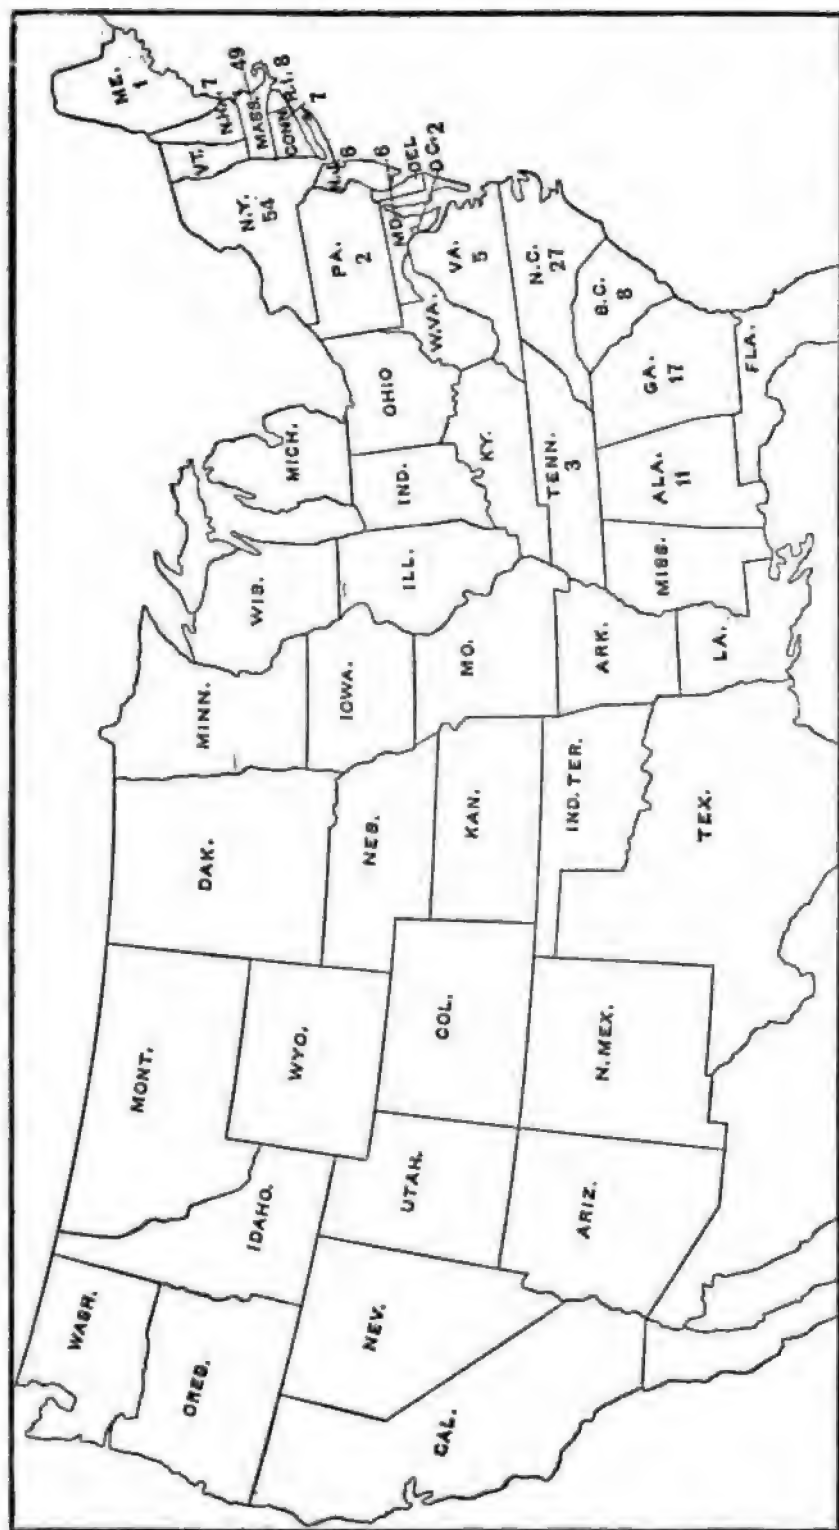 WASH.
OREG.
CAL.
NEV.
IDAHO.
MONT.
WYO.
UTAH.
ARIZ.
COL.
N.MEX.
DAK.
NEB.
KAN.
IND. TER.
TEX.
MINN.
IOWA.
MO.
ARK.
LA.
WIS.
ILL.
MICH.
IND.
OHIO
KY.
TENN.
3
MISS.
ALA.
11
GA.
17
FLA.
S.C.
8
N.C.
27
VA.
5
W.VA.
MD.
6
DEL
D.C. 2
PA.
2
N.J. 6
N.Y.
54
VT.
N.H. 7
ME.
1
MASS. 49
CONN. 7
R.I. 8